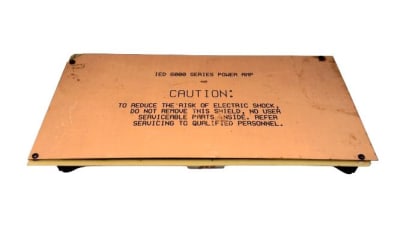 IED 6000 SERIES POWER AMP
CAUTION:
TO REDUCE THE RISK OF ELECTRIC SHOCK,
DO NOT REMOVE THIS SHIELD, NO USER
SERVICEABLE PARTS INSIDE. REFER
SERVICING TO QUALIFIED PERSONNEL.